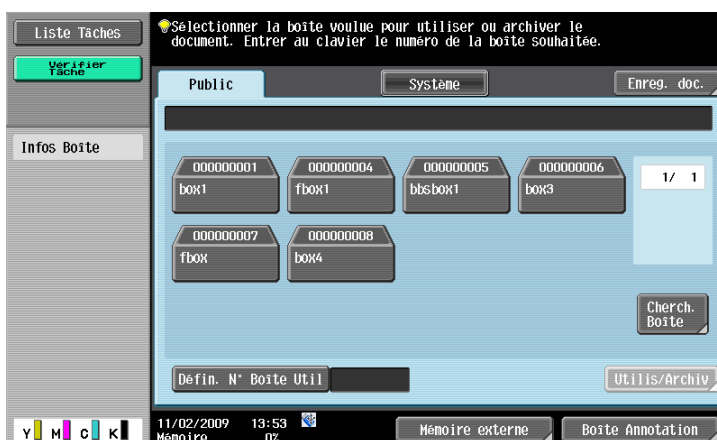 Liste Tâches
Sélectionner la boîte voulue pour utiliser ou archiver le
document. Entrer au clavier le numéro de la boîte souhaitée.
Vérifier
Tâche
Public
Système
Enreg. doc.
Infos Boîte
000000001
box1
000000004
fbox1
000000005
bbsbox1
000000006
box3
1/ 1
000000007
fbox
000000008
box4
Cherch.
Boîte
Défin. N° Boîte Util
Utilis/Archiv
Y M C K
11/02/2009 13:53
Mémoire 0%
Mémoire externe
Boîte Annotation